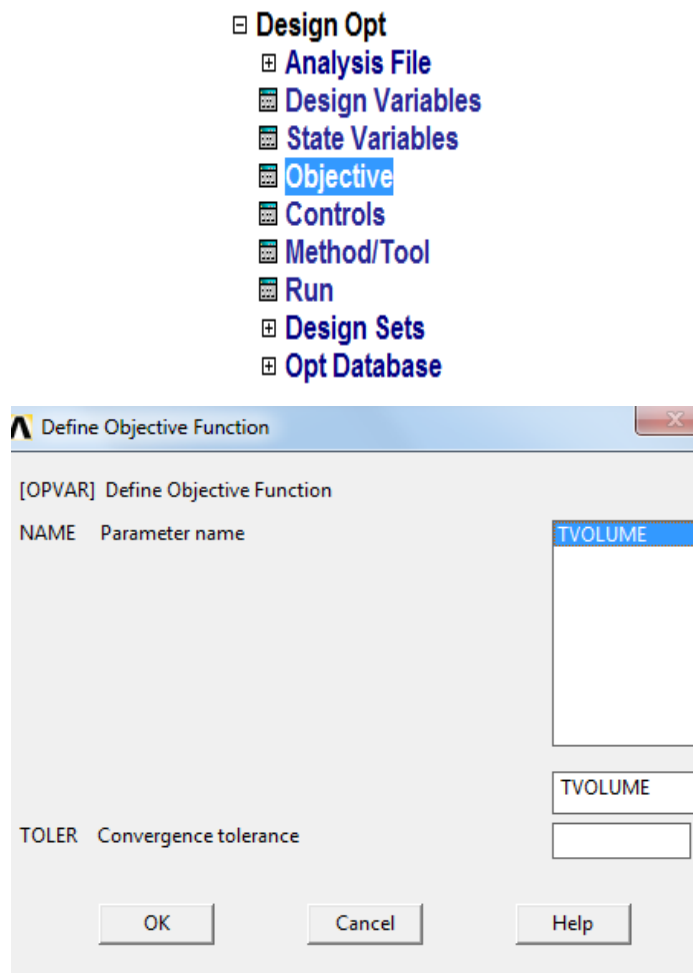 Design Opt
Analysis File
Design Variables
State Variables
Objective
Controls
Method/Tool
Run
Design Sets
Opt Database
Define Objective Function
[OPVAR] Define Objective Function
NAME Parameter name TVOLUME
TVOLUME
TOLER Convergence tolerance
OK Cancel Help